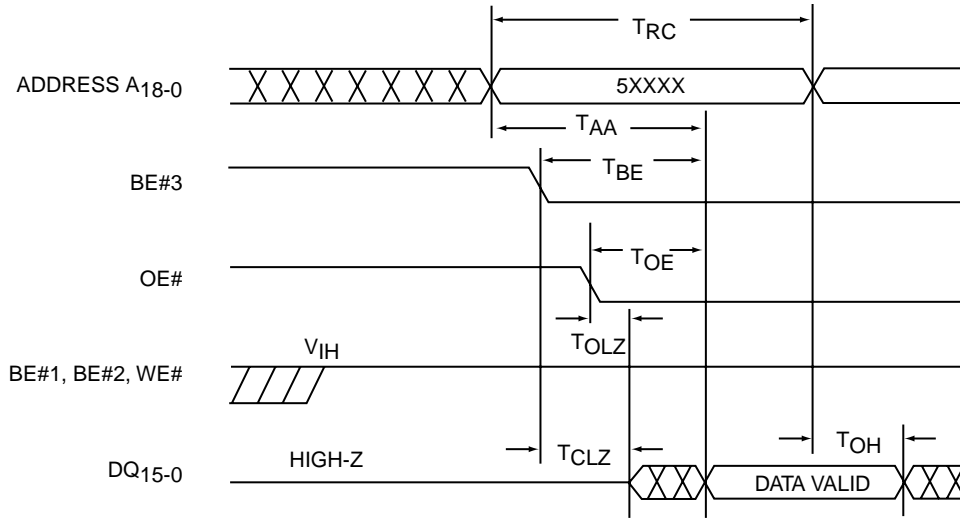 TRC
ADDRESS A18-0
5XXXX
TAA
BE#3
TBE
OE#
TOE
TOLZ
VIH
BE#1, BE#2, WE#
HIGH-Z
TCLZ
TOH
DQ15-0
DATA VALID